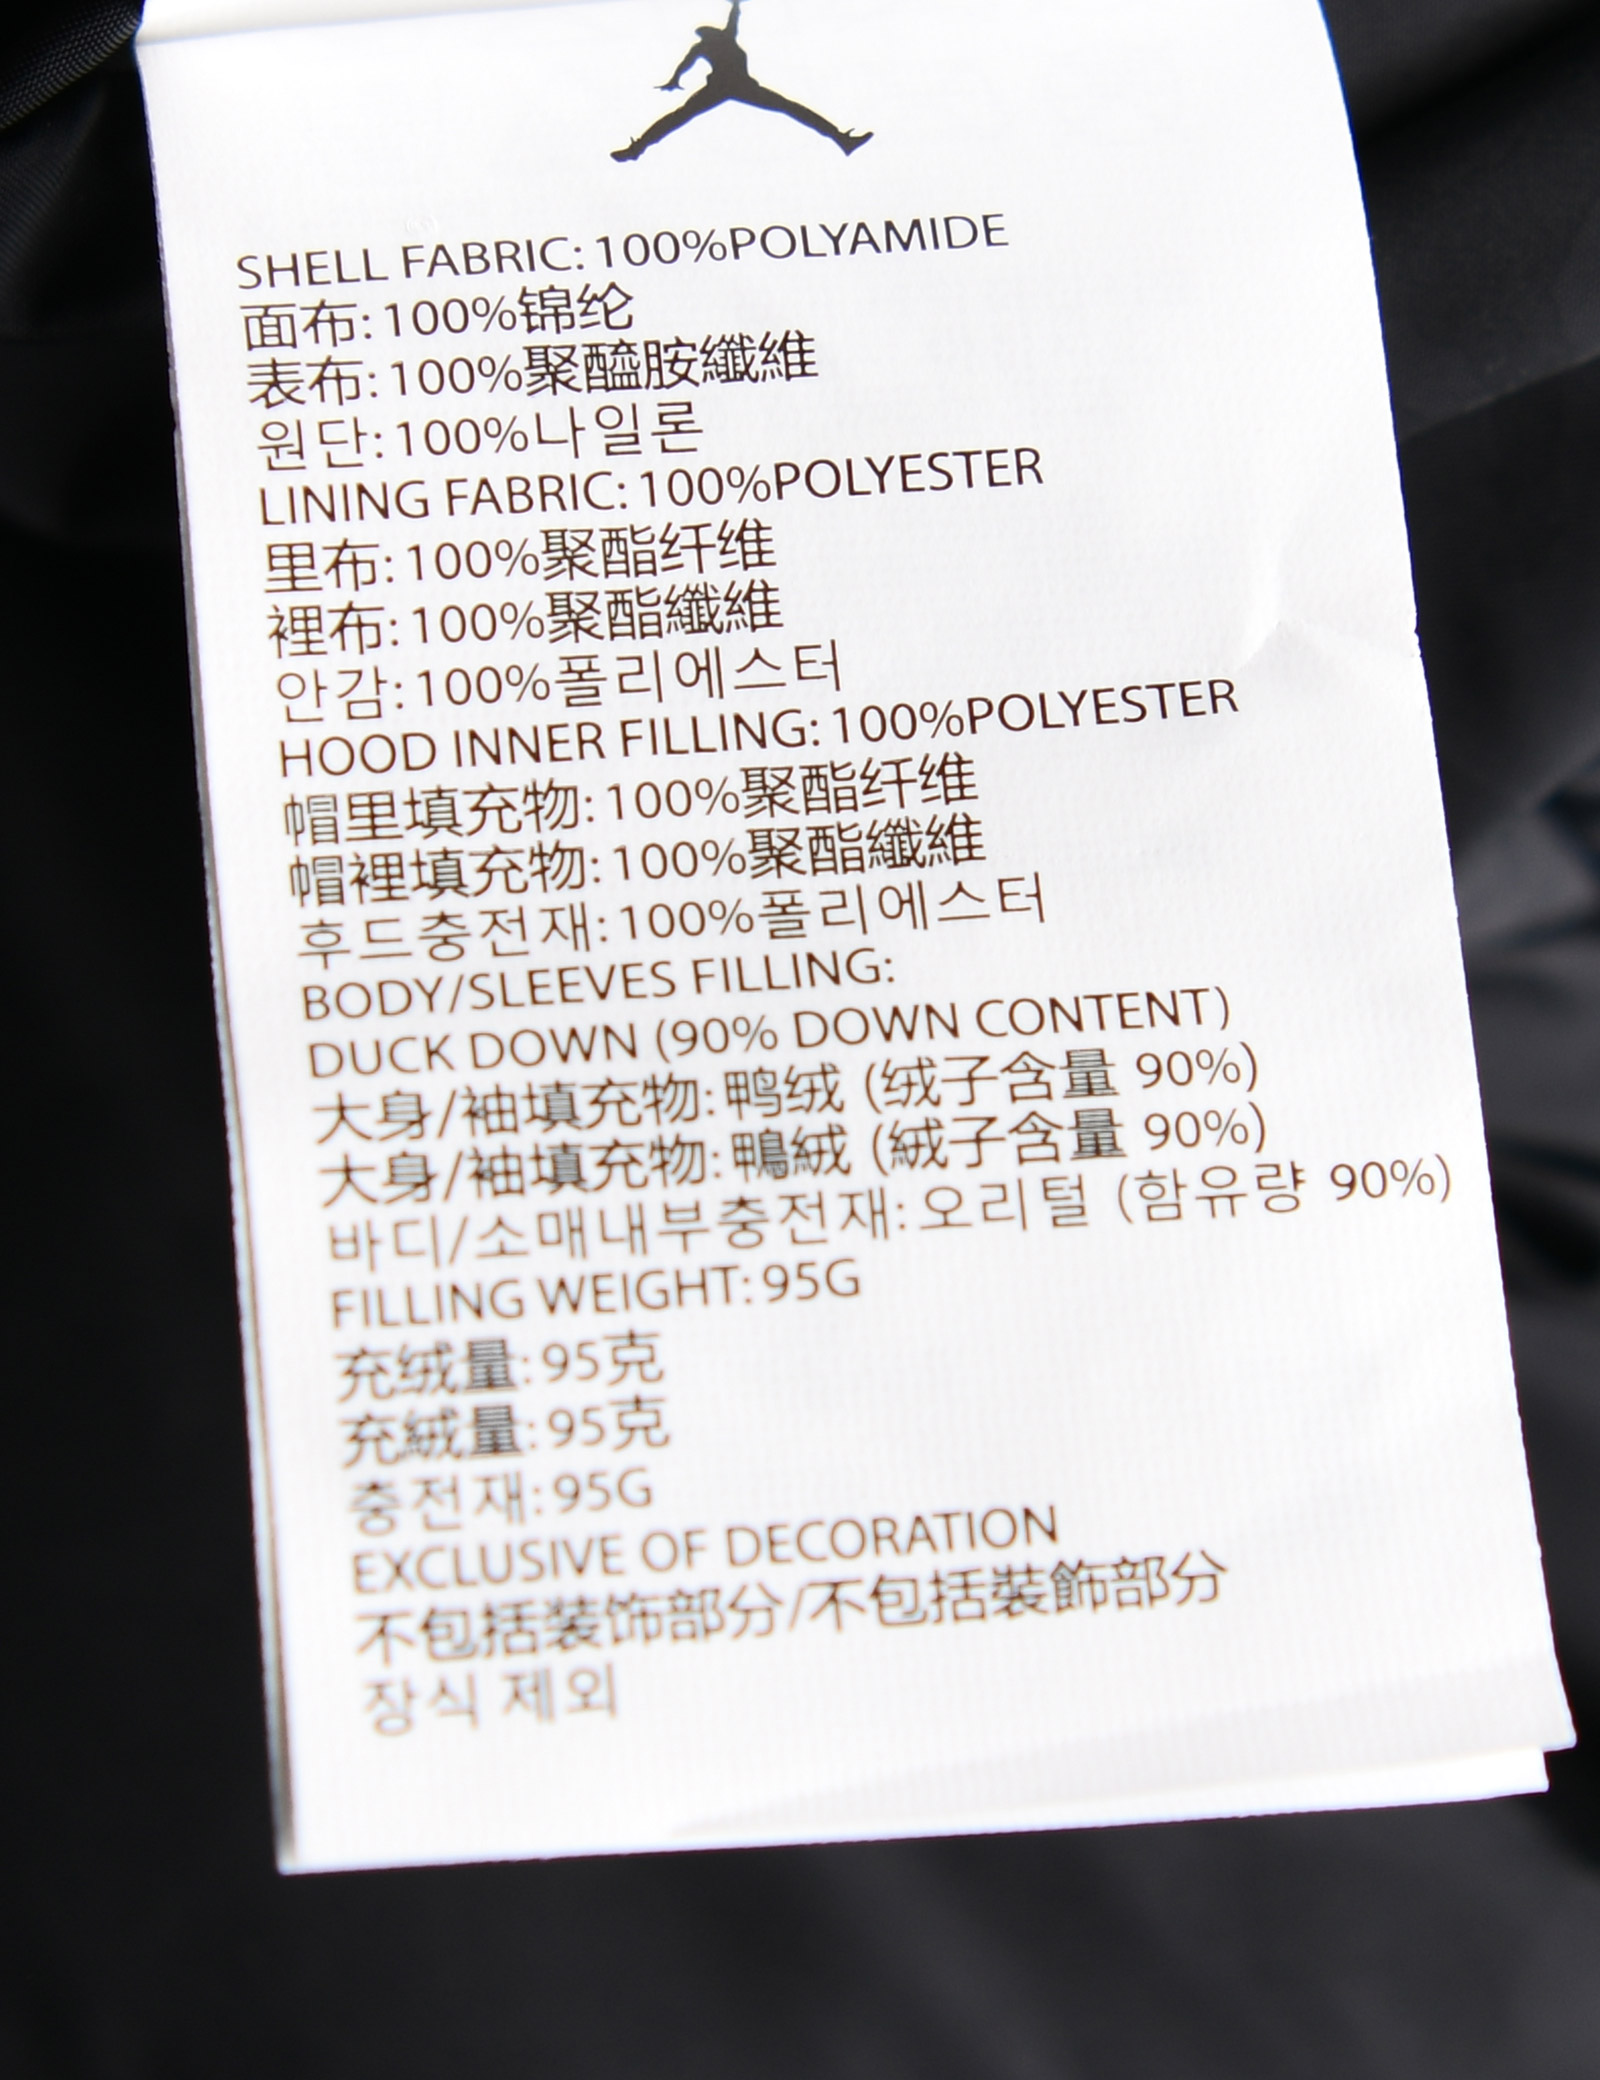 SHELL FABRIC: 100%POLYAMIDE
面布: 100%锦纶
表布: 100%聚醯胺纖維
원단: 100%나일론
LINING FABRIC: 100%POLYESTER
里布: 100%聚酯纤维
裡布: 100%聚酯纖維
안감: 100%폴리에스터
HOOD INNER FILLING: 100%POLYESTER
帽里填充物: 100%聚酯纤维
帽裡填充物: 100%聚酯纖維
후드충전재: 100%폴리에스터
BODY/SLEEVES FILLING:
DUCK DOWN (90% DOWN CONTENT)
大身/袖填充物: 鸭绒 (绒子含量 90%)
大身/袖填充物: 鴨絨 (絨子含量 90%)
바디/소매내부충전재: 오리털 (함유량 90%)
FILLING WEIGHT: 95G
充绒量: 95克
充絨量: 95克
충전재: 95G
EXCLUSIVE OF DECORATION
不包括装饰部分/不包括裝飾部分
장식 제외